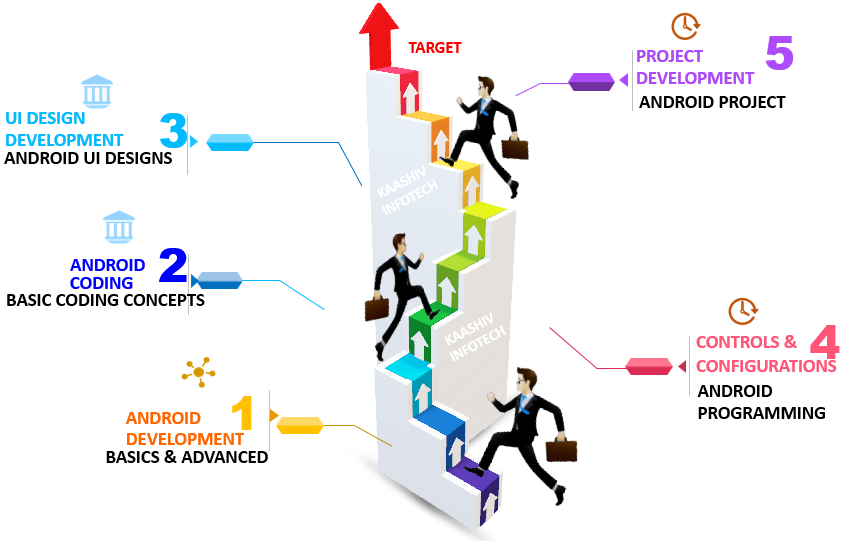 TARGET
PROJECT
DEVELOPMENT
5
ANDROID PROJECT
UI DESIGN
DEVELOPMENT
3
ANDROID UI DESIGNS
KAASHIV
INFOTECH
ANDROID
CODING
2
BASIC CODING CONCEPTS
KAASHIV
INFOTECH
CONTROLS &
CONFIGURATIONS
4
ANDROID
PROGRAMMING
ANDROID
DEVELOPMENT
1
BASICS & ADVANCED